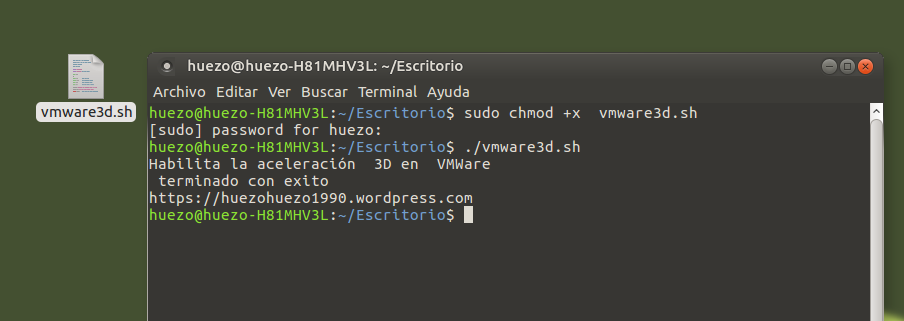 vmware3d.sh
huezo@huezo-H81MHV3L: ~/Escritorio
Archivo Editar Ver Buscar Terminal Ayuda
huezo@huezo-H81MHV3L:~/Escritorio$ sudo chmod +x  vmware3d.sh
[sudo] password for huezo:
huezo@huezo-H81MHV3L:~/Escritorio$ ./vmware3d.sh
Habilita la aceleración  3D en  VMWare
 terminado con exito
https://huezohuezo1990.wordpress.com
huezo@huezo-H81MHV3L:~/Escritorio$